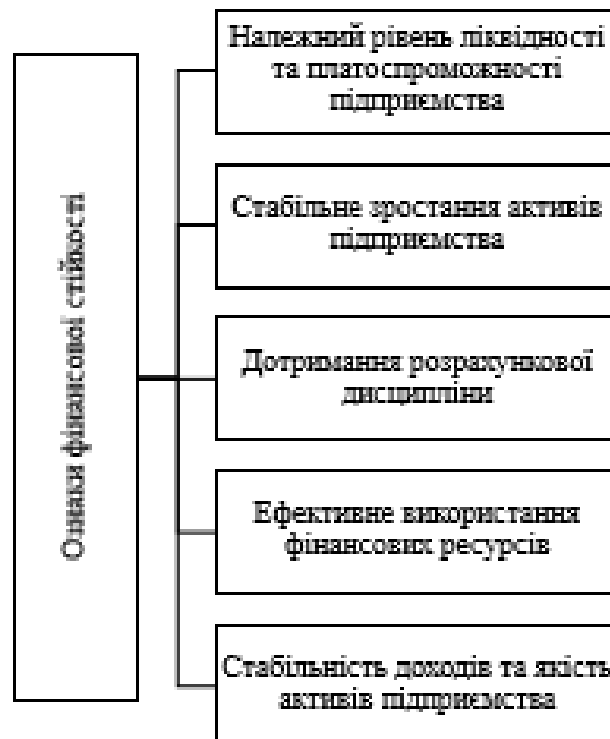 Ознаки фінансової стійкості
Належний рівень ліквідності
та платоспроможності
підприємства
Стабільне зростання активів
підприємства
Дотримання розрахункової
дисципліни
Ефективне використання
фінансових ресурсів
Стабільність доходів та якість
активів підприємства